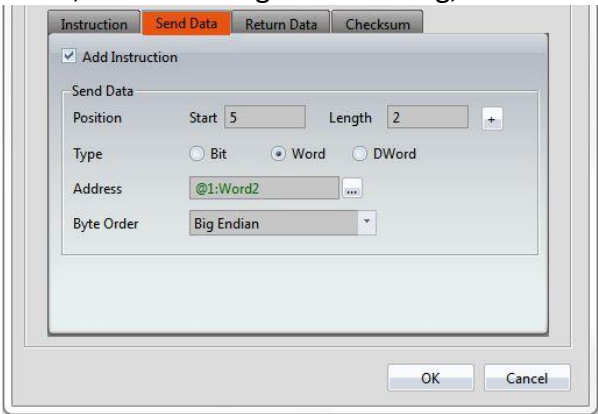 Instruction Send Data Return Data Checksum
Add Instruction
Send Data
Position Start 5 Length 2 +
Type Bit Word DWord
Address @1:Word2 ...
Byte Order Big Endian
OK Cancel